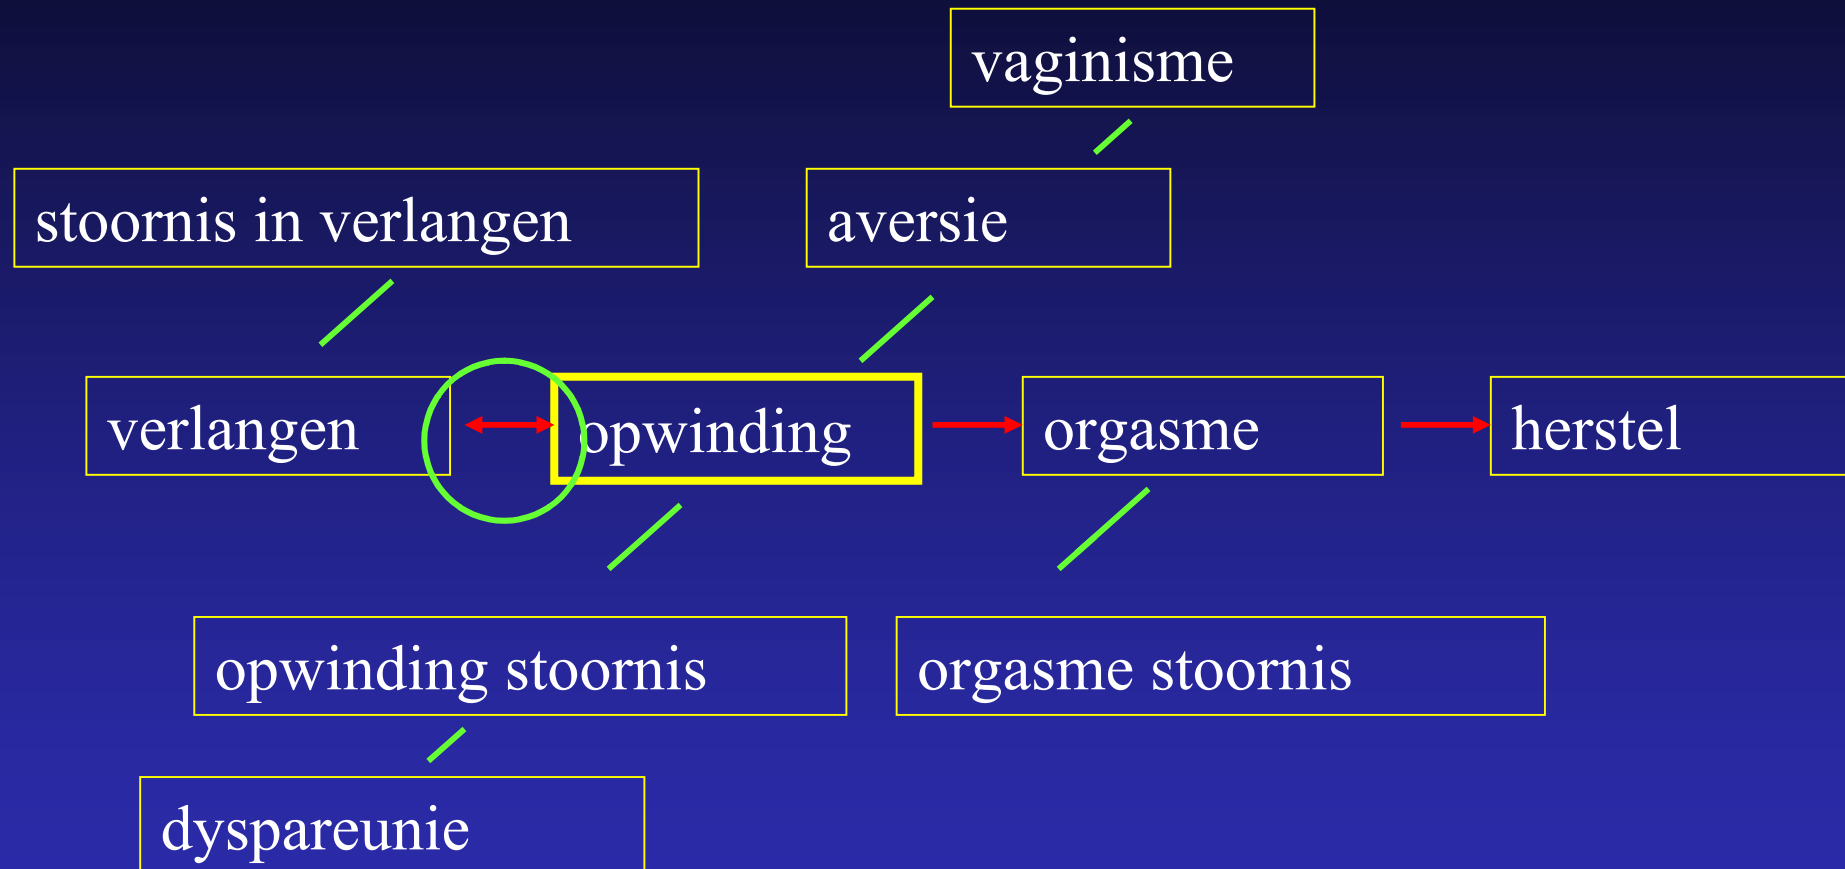 vaginisme
stoornis in verlangen
aversie
verlangen
opwinding
orgasme
herstel
opwinding stoornis
orgasme stoornis
dyspareunie